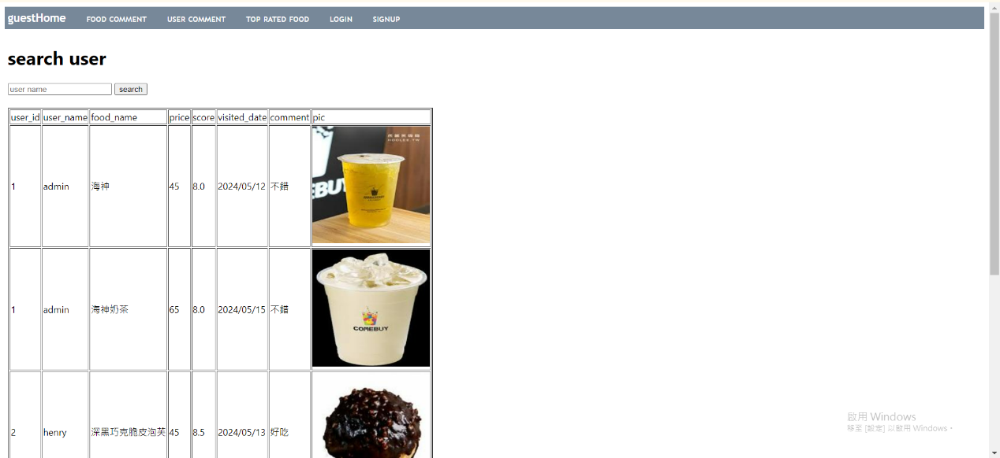 guestHome FOOD COMMENT USER COMMENT TOP RATED FOOD LOGIN SIGNUP
search user
user name search
user_id user_name food_name price score visited_date comment pic
1 admin 海神 45 8.0 2024/05/12 不錯
HOOLEE.TW
1 admin 海神奶茶 65 8.0 2024/05/15 不錯
COMEBUY
2 henry 深黑巧克脆皮泡芙 45 8.5 2024/05/13 好吃
啟用 Windows
移至 [設定] 以啟用 Windows。